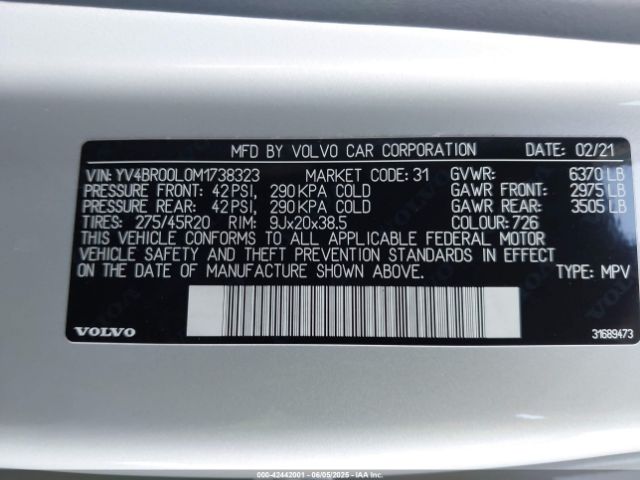 MFD BY VOLVO CAR CORPORATION DATE: 02/21
VIN: YV4BR00L0M1738323 MARKET CODE: 31 GVWR: 6370 LB
PRESSURE FRONT: 42 PSI, 290 KPA COLD GAWR FRONT: 2975 LB
PRESSURE REAR: 42 PSI, 290 KPA COLD GAWR REAR: 3505 LB
TIRES: 275/45R20 RIM: 9Jx20x38.5 COLOUR: 726
THIS VEHICLE CONFORMS TO ALL APPLICABLE FEDERAL MOTOR
VEHICLE SAFETY AND THEFT PREVENTION STANDARDS IN EFFECT
ON THE DATE OF MANUFACTURE SHOWN ABOVE. TYPE: MPV
VOLVO 31689473
000-42442001 - 06/05/2025 - IAA Inc.